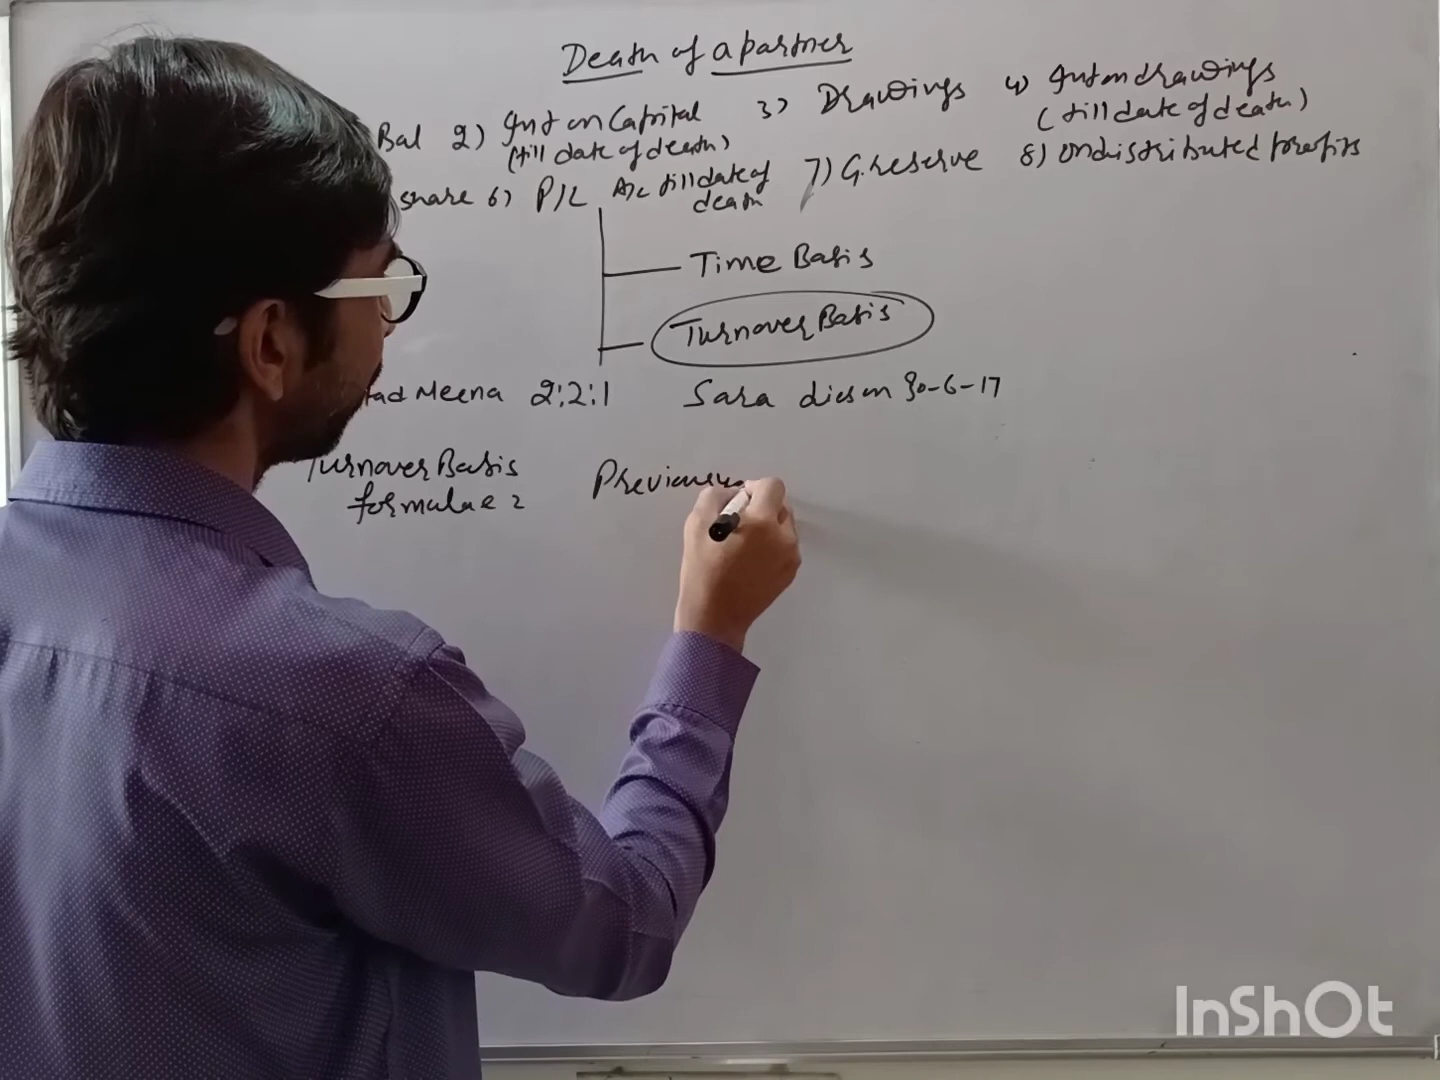 Death of a partner
Bal 2) Int on Capital 3) Drawings 4) Int on drawings
(till date of death) (till date of death)
share 6) P/L A/c till date of 7) G.reserve 8) undistributed profits
death
Time Basis
Turnover Basis
Meena 2:2:1 Sara dies on 30-6-17
Turnover Basis
formulae =
InShOt